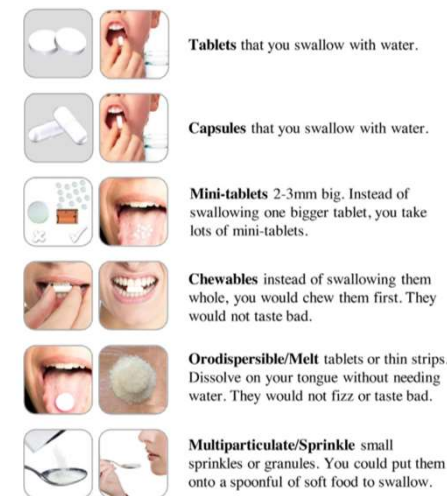 Tablets that you swallow with water.
Capsules that you swallow with water.
Mini-tablets 2-3mm big. Instead of
swallowing one bigger tablet, you take
lots of mini-tablets.
Chewables instead of swallowing them
whole, you would chew them first. They
would not taste bad.
Orodispersible/Melt tablets or thin strips.
Dissolve on your tongue without needing
water. They would not fizz or taste bad.
Multiparticulate/Sprinkle small
sprinkles or granules. You could put them
onto a spoonful of soft food to swallow.